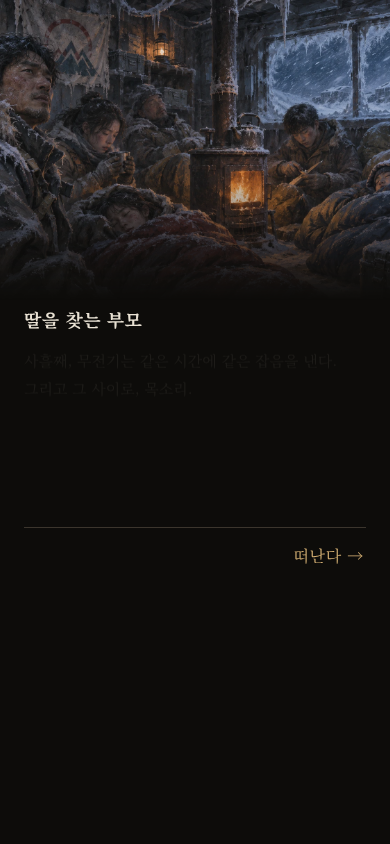 딸을 찾는 부모
사흘째, 무전기는 같은 시간에 같은 잡음을 낸다.
그리고 그 사이로, 목소리.
떠난다 →